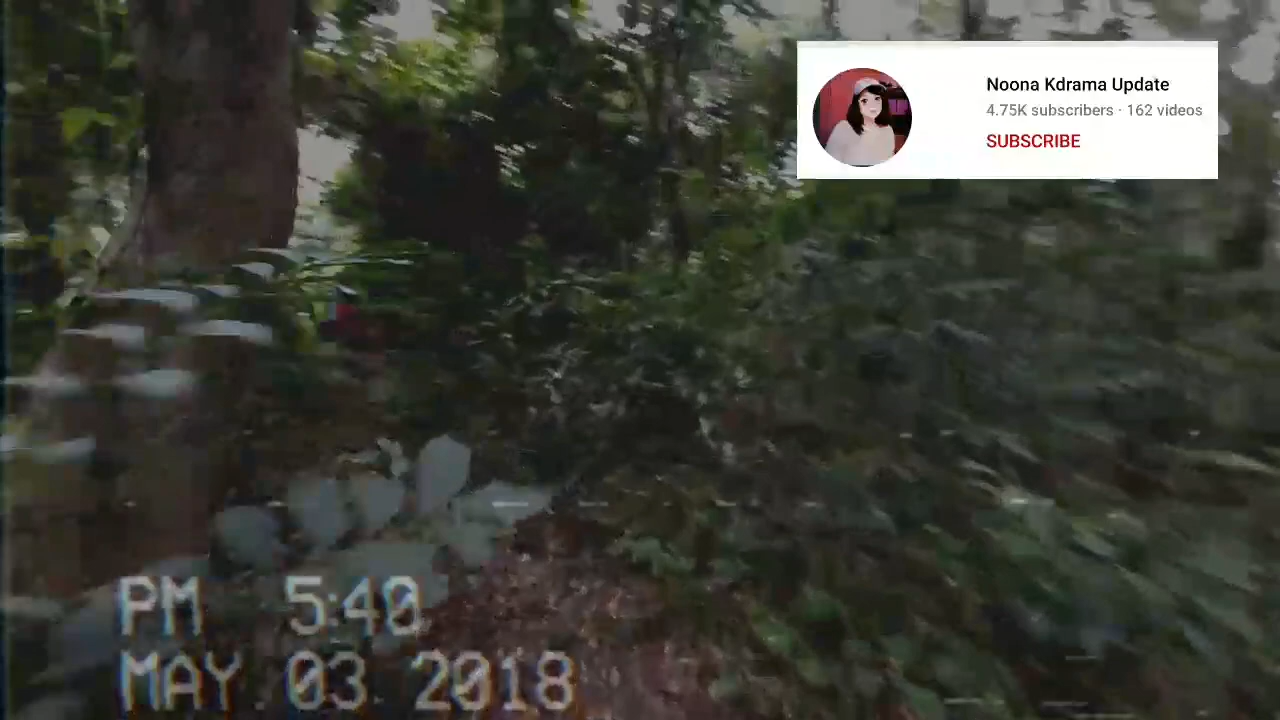 Noona Kdrama Update
4.75K subscribers · 162 videos
SUBSCRIBE
PM 5:40
MAY 03 2018